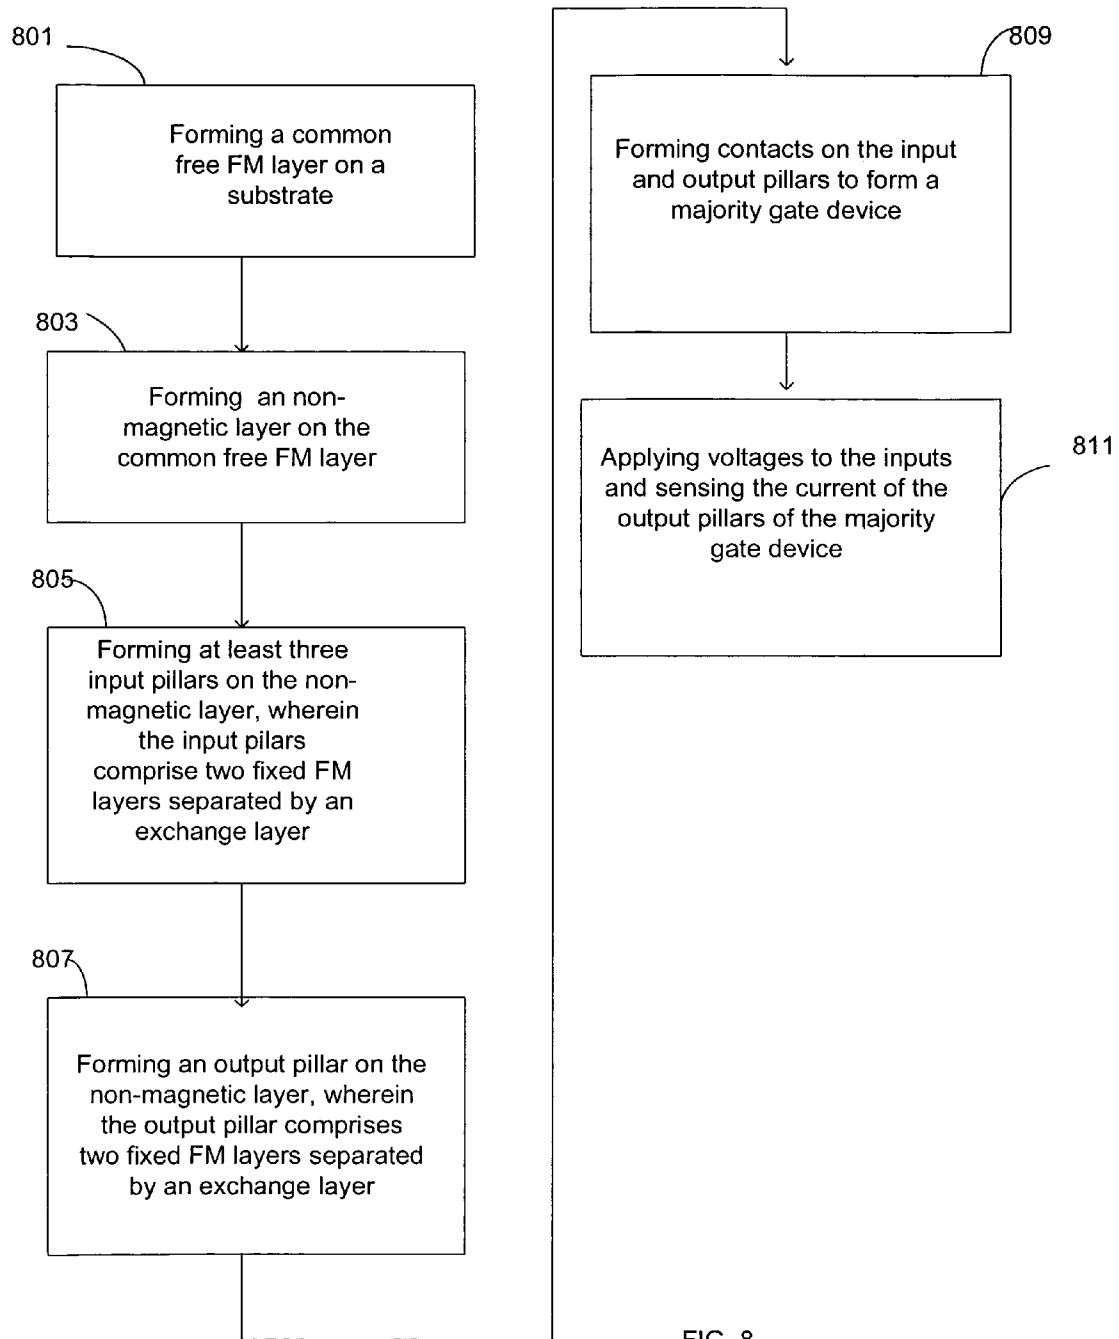 801
Forming a common
free FM layer on a
substrate
803
Forming an non-
magnetic layer on the
common free FM layer
805
Forming at least three
input pillars on the non-
magnetic layer, wherein
the input pilars
comprise two fixed FM
layers separated by an
exchange layer
807
Forming an output pillar on the
non-magnetic layer, wherein
the output pillar comprises
two fixed FM layers separated
by an exchange layer
809
Forming contacts on the input
and output pillars to form a
majority gate device
811
Applying voltages to the inputs
and sensing the current of the
output pillars of the majority
gate device
FIG. 8